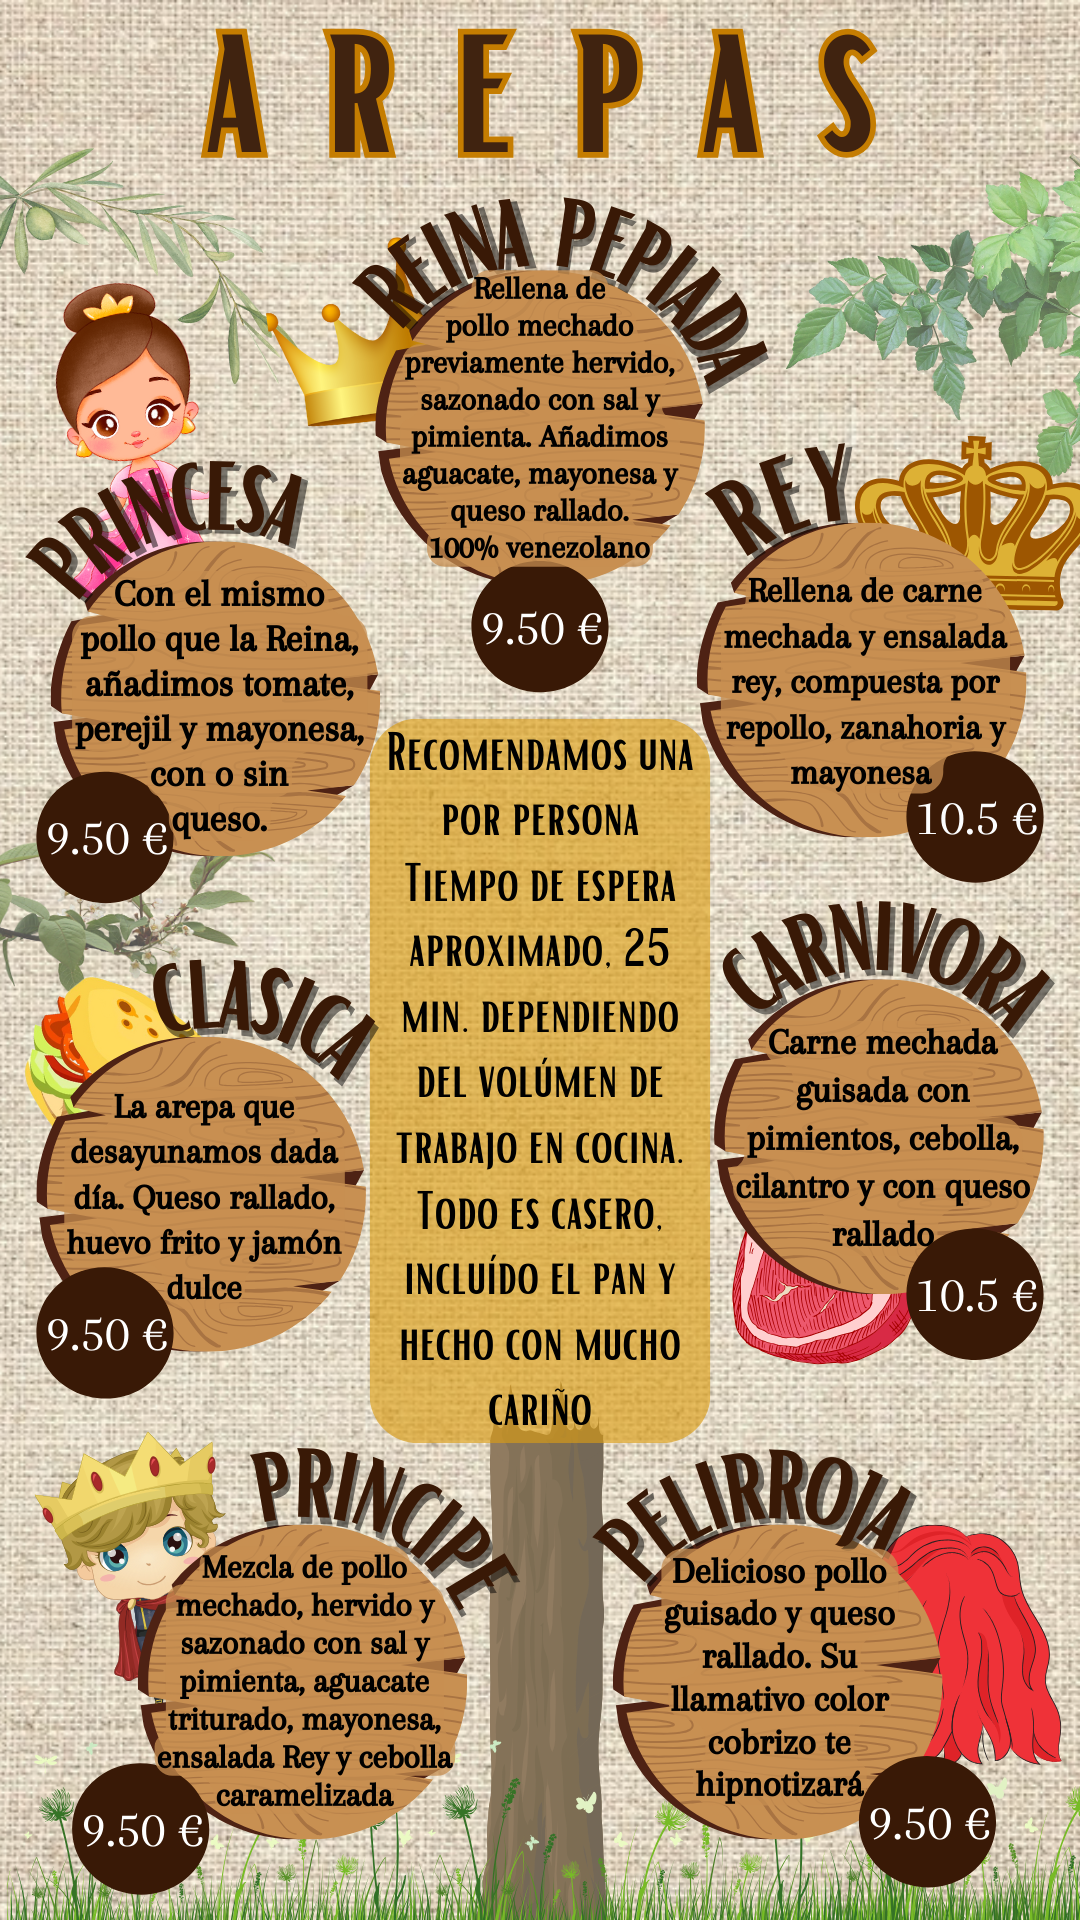 AREPAS
REINA PEPIADA
Rellena de
pollo mechado
previamente hervido,
sazonado con sal y
pimienta. Añadimos
aguacate, mayonesa y
queso rallado.
100% venezolano
9.50 €
PRINCESA
Con el mismo
pollo que la Reina,
añadimos tomate,
perejil y mayonesa,
con o sin
queso.
9.50 €
REY
Rellena de carne
mechada y ensalada
rey, compuesta por
repollo, zanahoria y
mayonesa
10.5 €
RECOMENDAMOS UNA
POR PERSONA
TIEMPO DE ESPERA
APROXIMADO, 25
MIN. DEPENDIENDO
DEL VOLÚMEN DE
TRABAJO EN COCINA.
TODO ES CASERO,
INCLUÍDO EL PAN Y
HECHO CON MUCHO
CARIÑO
CLASICA
La arepa que
desayunamos dada
día. Queso rallado,
huevo frito y jamón
dulce
9.50 €
CARNIVORA
Carne mechada
guisada con
pimientos, cebolla,
cilantro y con queso
rallado
10.5 €
PRINCIPE
Mezcla de pollo
mechado, hervido y
sazonado con sal y
pimienta, aguacate
triturado, mayonesa,
ensalada Rey y cebolla
caramelizada
9.50 €
PELIRROJA
Delicioso pollo
guisado y queso
rallado. Su
llamativo color
cobrizo te
hipnotizará
9.50 €